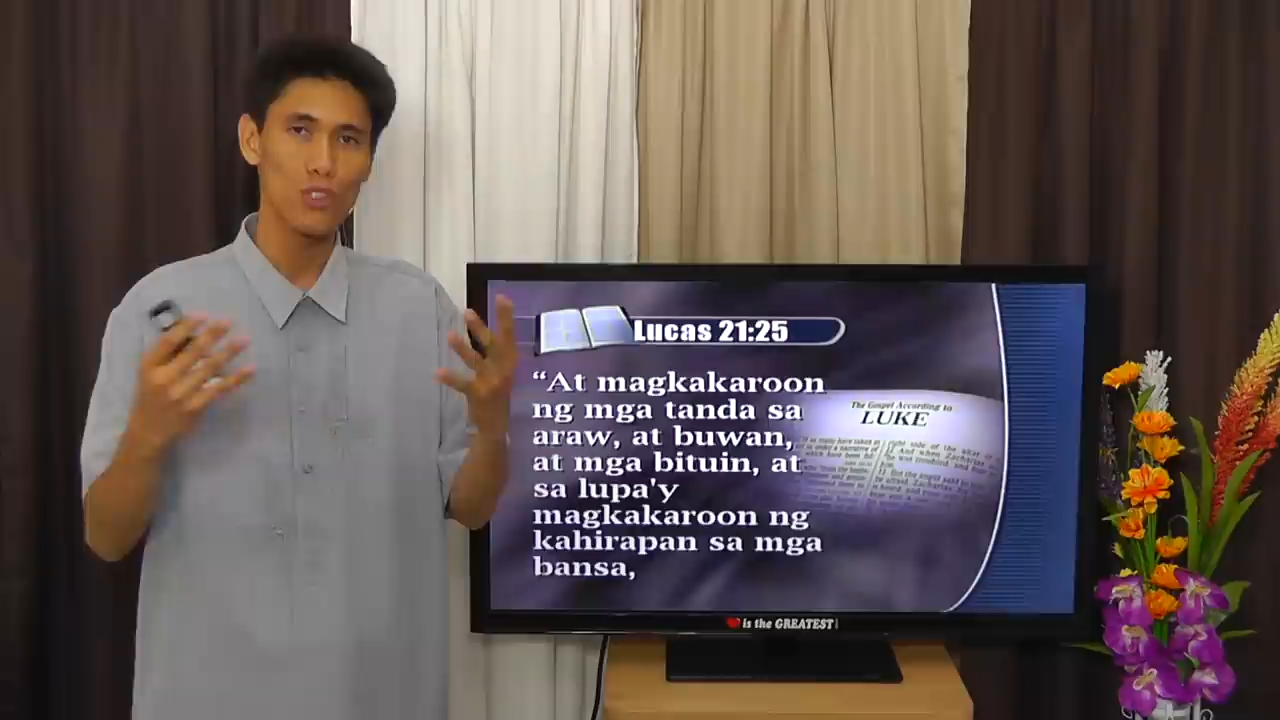 Lucas 21:25
“At magkakaroon
ng mga tanda sa
araw, at buwan,
at mga bituin, at
sa lupa'y
magkakaroon ng
kahirapan sa mga
bansa,
The Gospel According to
LUKE
is the GREATEST!